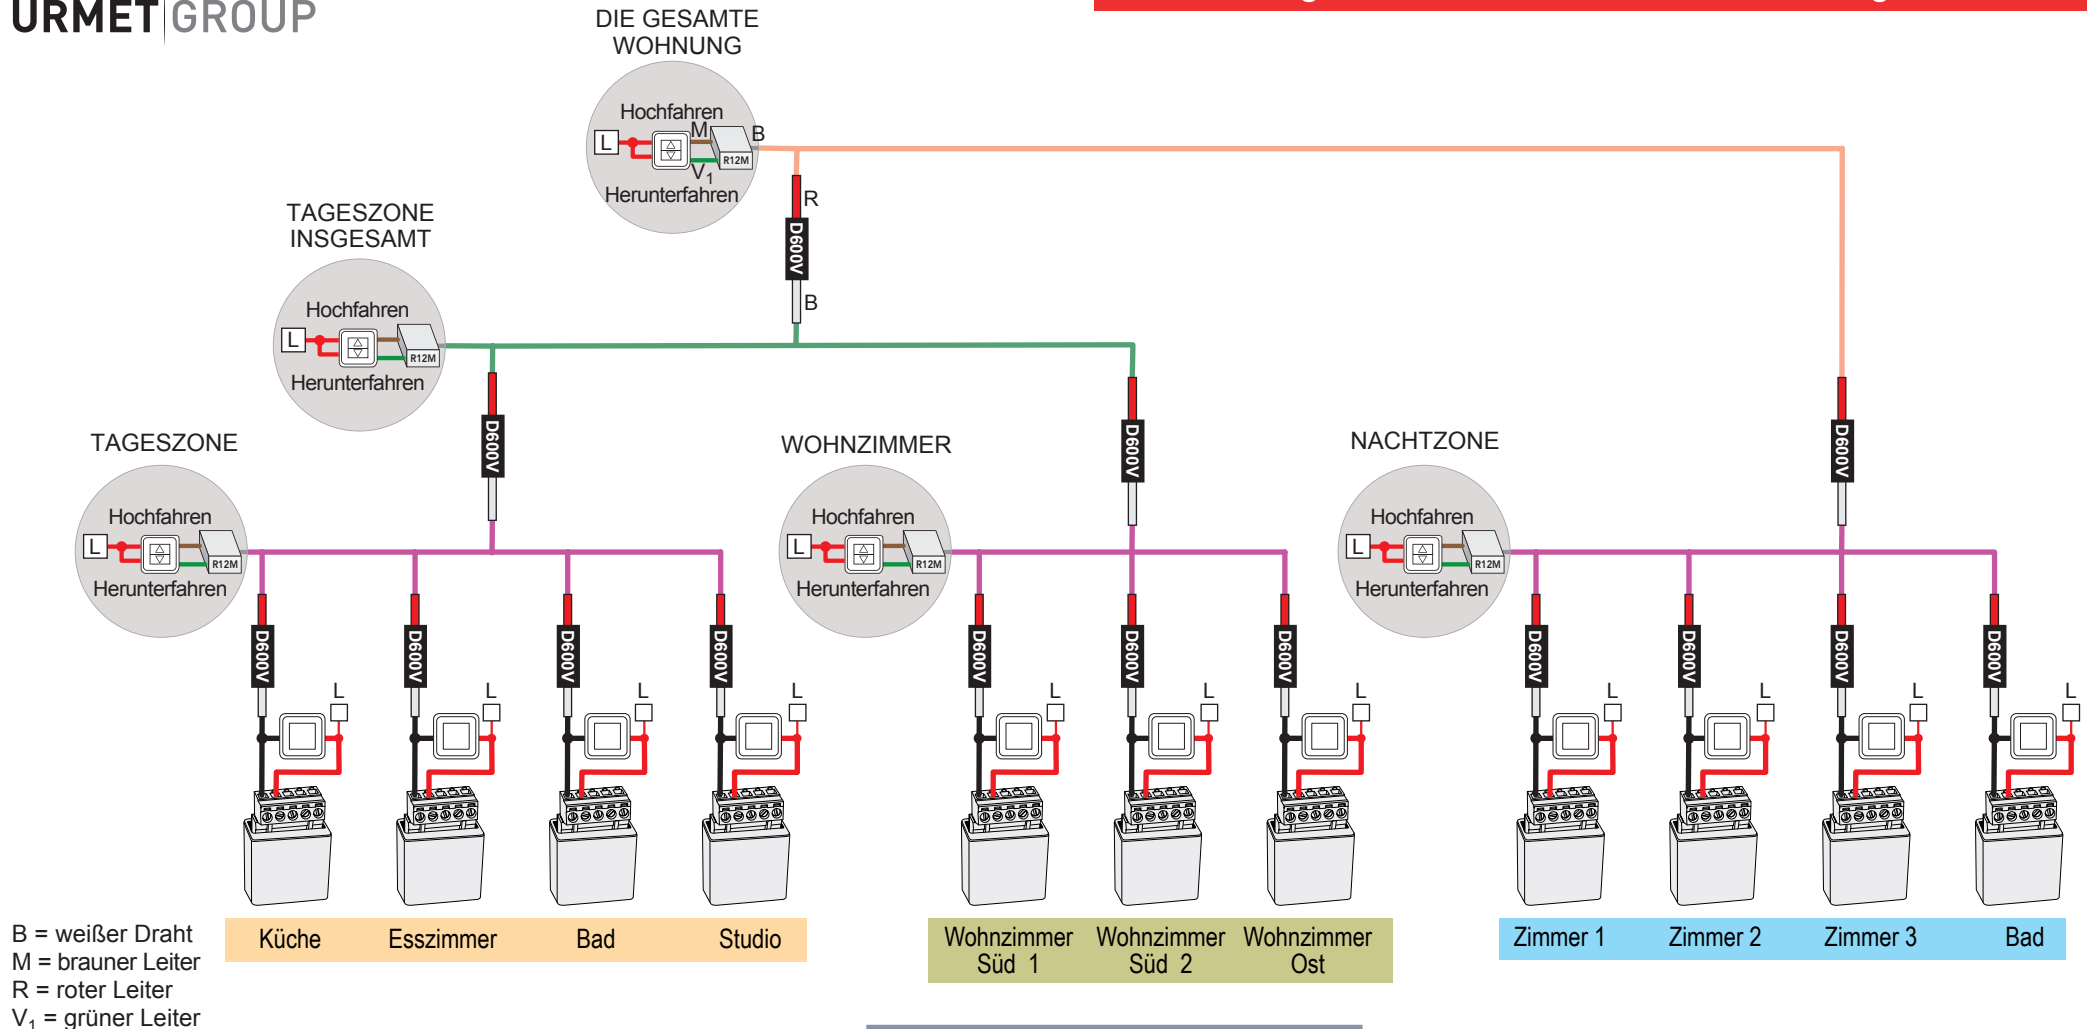 URMET GROUP
DIE GESAMTE
WOHNUNG
Hochfahren
M
B
L
R12M
V1
Herunterfahren
R
D600V
B
TAGESZONE
INSGESAMT
Hochfahren
L
R12M
Herunterfahren
D600V
D600V
D600V
TAGESZONE
Hochfahren
L
R12M
Herunterfahren
WOHNZIMMER
Hochfahren
L
R12M
Herunterfahren
NACHTZONE
Hochfahren
L
R12M
Herunterfahren
D600V
D600V
D600V
D600V
D600V
D600V
D600V
D600V
D600V
D600V
D600V
L
L
L
L
L
L
L
L
L
L
L
Küche
Esszimmer
Bad
Studio
Wohnzimmer
Süd 1
Wohnzimmer
Süd 2
Wohnzimmer
Ost
Zimmer 1
Zimmer 2
Zimmer 3
Bad
B = weißer Draht
M = brauner Leiter
R = roter Leiter
V1 = grüner Leiter